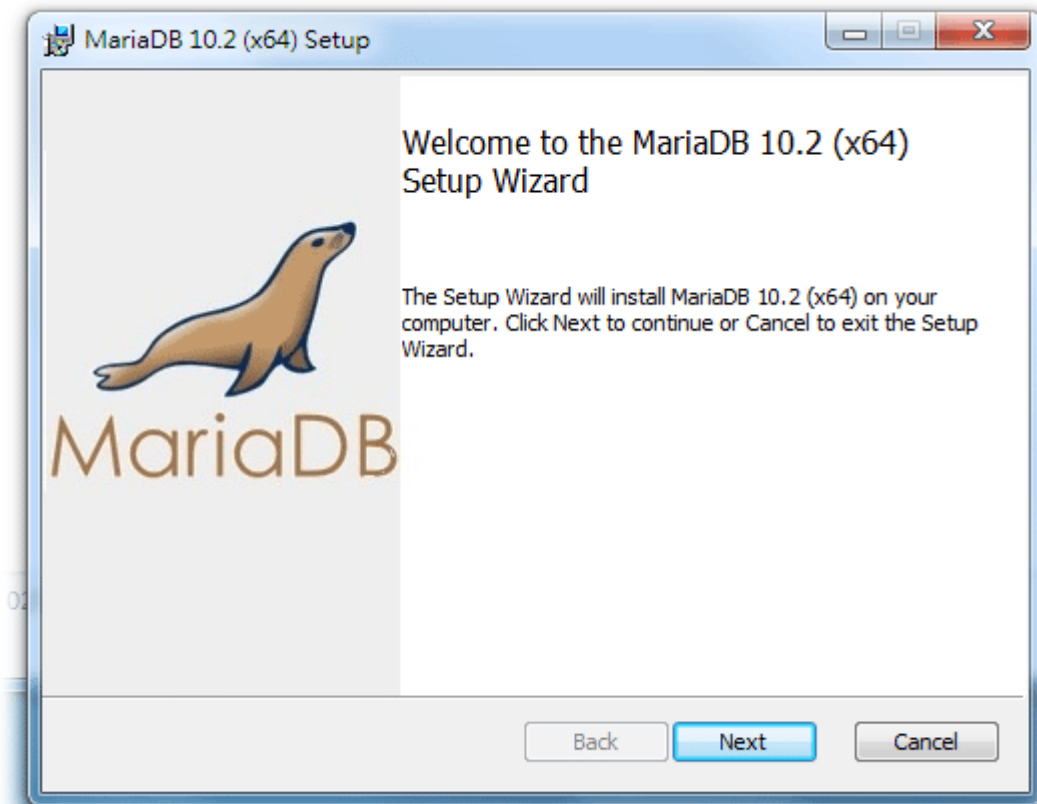 MariaDB 10.2 (x64) Setup
Welcome to the MariaDB 10.2 (x64)
Setup Wizard
The Setup Wizard will install MariaDB 10.2 (x64) on your
computer. Click Next to continue or Cancel to exit the Setup
Wizard.
MariaDB
Back
Next
Cancel